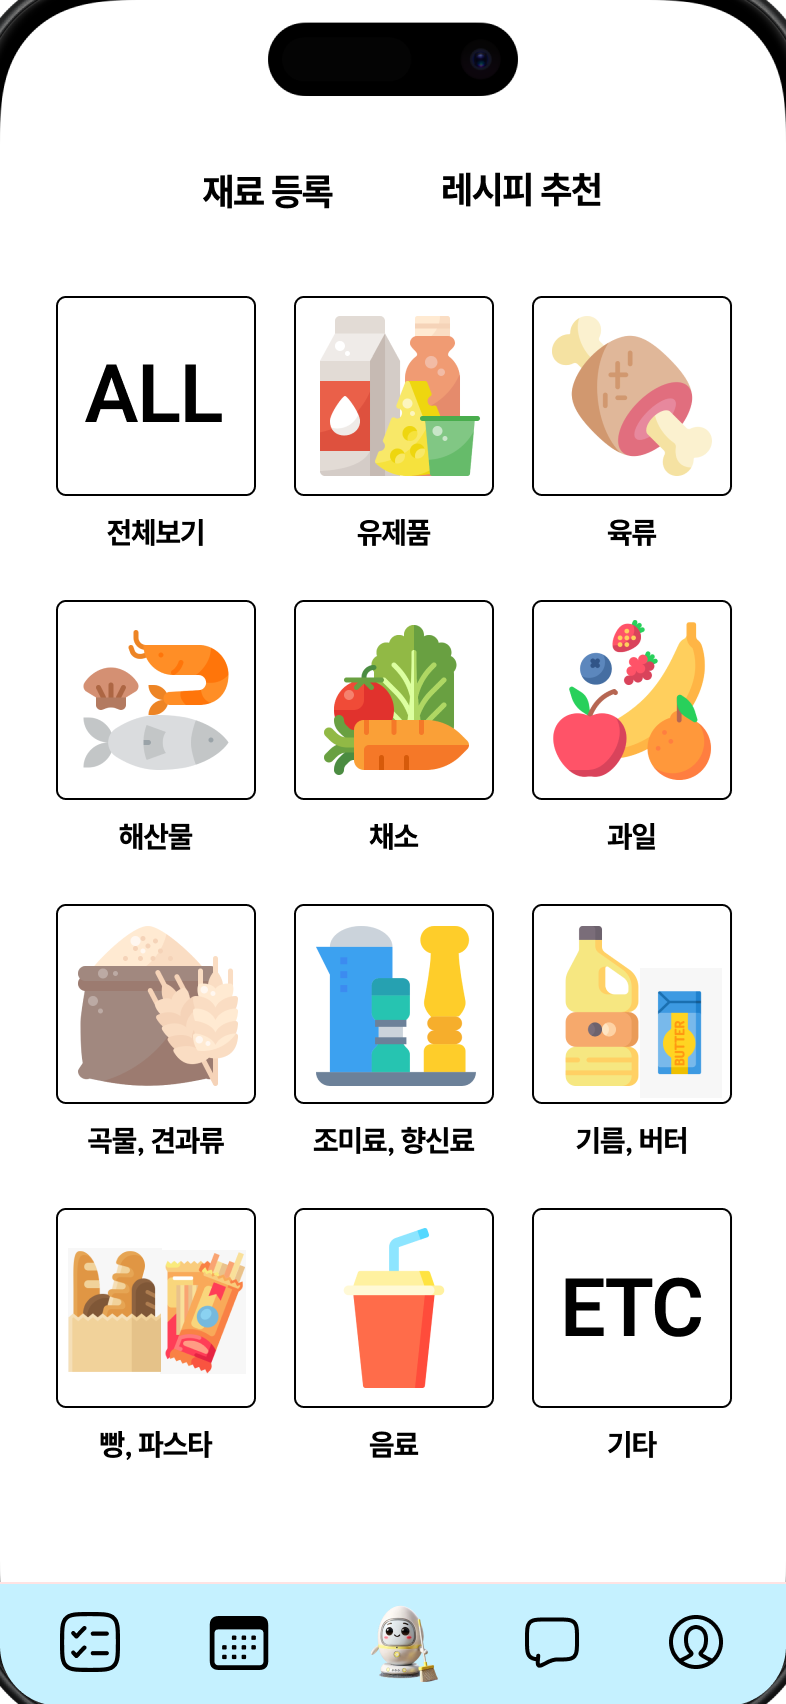 재료 등록 레시피 추천
ALL
전체보기 유제품 육류
해산물 채소 과일
BUTTER
곡물, 견과류 조미료, 향신료 기름, 버터
ETC
빵, 파스타 음료 기타